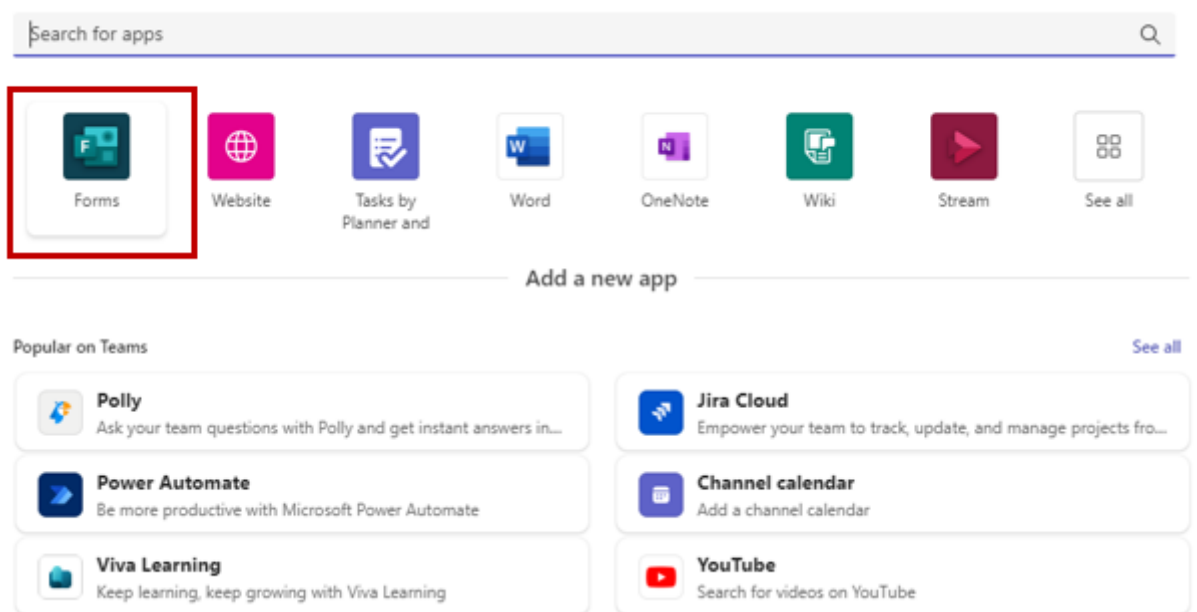 Search for apps
Forms
Website
Tasks by
Planner and
Word
OneNote
Wiki
Stream
See all
Add a new app
Popular on Teams
See all
Polly
Ask your team questions with Polly and get instant answers in...
Jira Cloud
Empower your team to track, update, and manage projects fro...
Power Automate
Be more productive with Microsoft Power Automate
Channel calendar
Add a channel calendar
Viva Learning
Keep learning, keep growing with Viva Learning
YouTube
Search for videos on YouTube